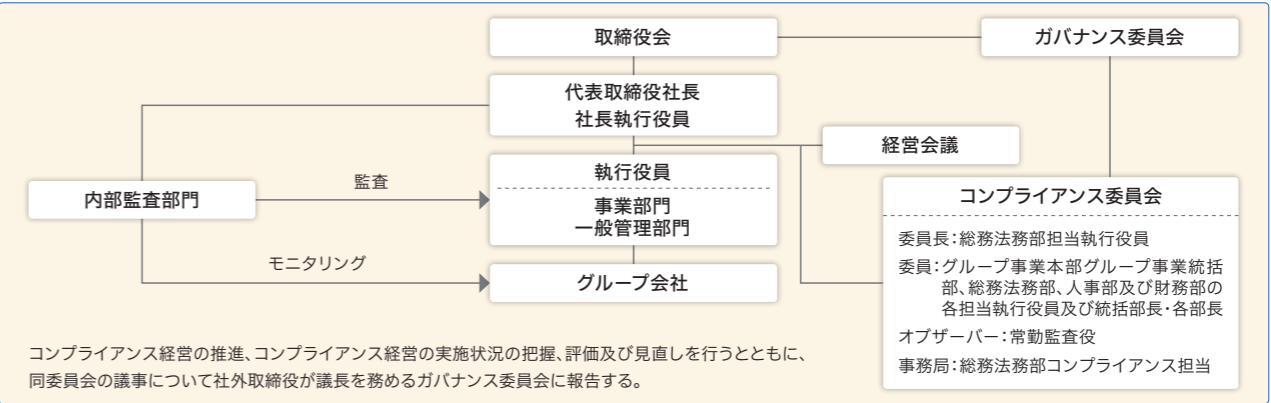 取締役会
ガバナンス委員会
代表取締役社長
社長執行役員
経営会議
執行役員
事業部門
一般管理部門
内部監査部門
監査
モニタリング
グループ会社
コンプライアンス委員会
委員長：総務法務部担当執行役員
委員：グループ事業本部グループ事業統括
部、総務法務部、人事部及び財務部の
各担当執行役員及び統括部長・各部長
オブザーバー：常勤監査役
事務局：総務法務部コンプライアンス担当
コンプライアンス経営の推進、コンプライアンス経営の実施状況の把握、評価及び見直しを行うとともに、
同委員会の議事について社外取締役が議長を務めるガバナンス委員会に報告する。